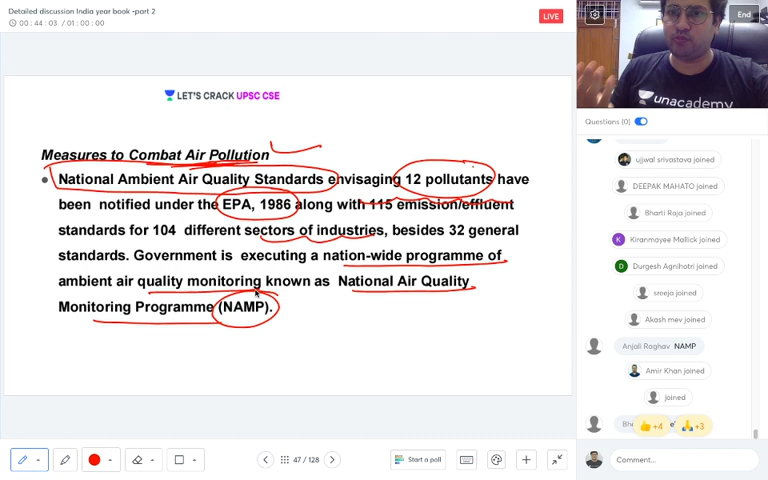 Detailed discussion India year book -part 2
00 : 44 : 03 / 01 : 00 : 00
LIVE
End
LET'S CRACK UPSC CSE
Measures to Combat Air Pollution
National Ambient Air Quality Standards envisaging 12 pollutants have
been notified under the EPA, 1986 along with 115 emission/effluent
standards for 104 different sectors of industries, besides 32 general
standards. Government is executing a nation-wide programme of
ambient air quality monitoring known as National Air Quality
Monitoring Programme (NAMP).
unacademy
Questions (0)
ujjwal srivastava joined
DEEPAK MAHATO joined
Bharti Raja joined
K Kiranmayee Mallick joined
D Durgesh Agnihotri joined
sreeja joined
Akash mev joined
Anjali Raghav NAMP
Amir Khan joined
joined
+4 +3
47 / 128
Start a poll
Comment...